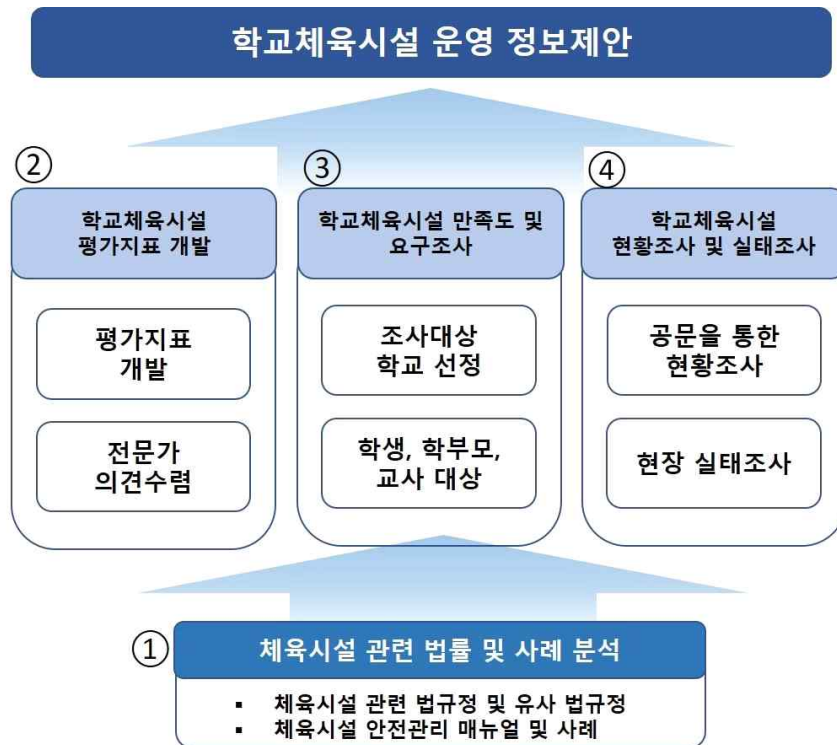 학교체육시설 운영 정보제안
②
학교체육시설
평가지표 개발
평가지표
개발
전문가
의견수렴
③
학교체육시설 만족도 및
요구조사
조사대상
학교 선정
학생, 학부모,
교사 대상
④
학교체육시설
현황조사 및 실태조사
공문을 통한
현황조사
현장 실태조사
①
체육시설 관련 법률 및 사례 분석
▪ 체육시설 관련 법규정 및 유사 법규정
▪ 체육시설 안전관리 매뉴얼 및 사례